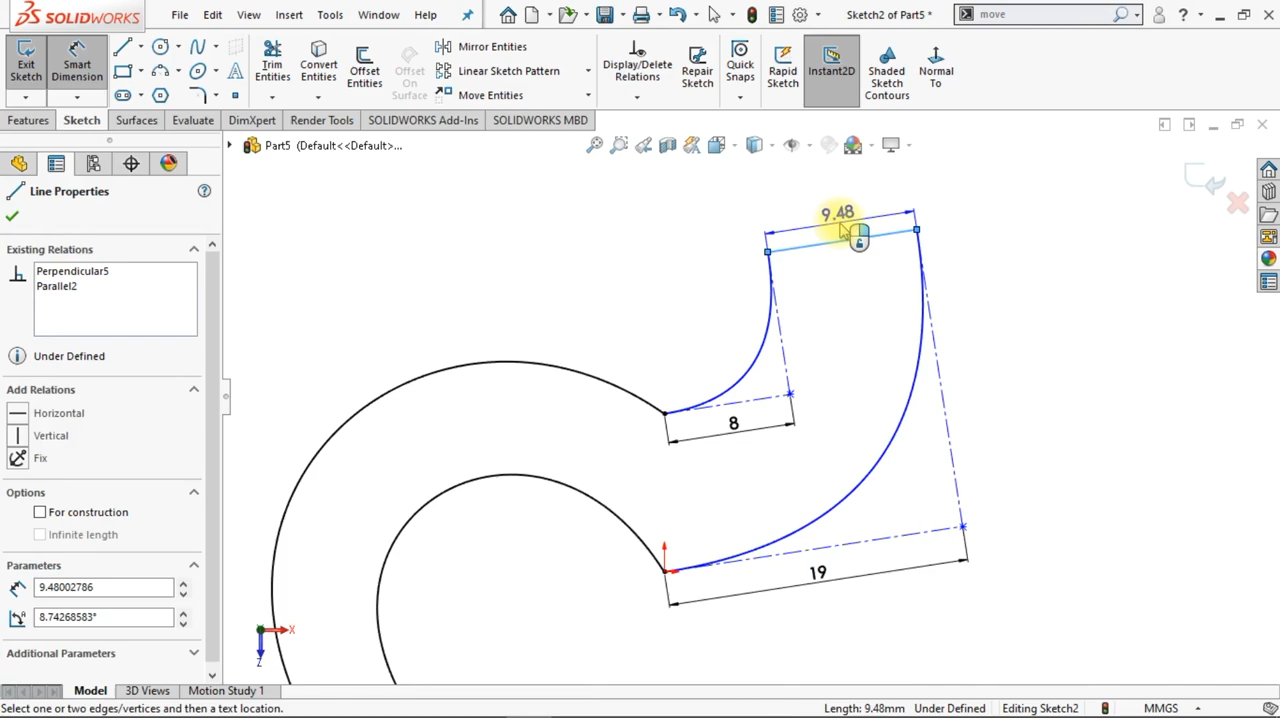 SOLIDWORKS
File Edit View Insert Tools Window Help
Sketch2 of Part5 *
move
Exit Sketch
Smart Dimension
Trim Entities
Convert Entities
Offset Entities
Offset On Surface
Mirror Entities
Linear Sketch Pattern
Move Entities
Display/Delete Relations
Repair Sketch
Quick Snaps
Rapid Sketch
Instant2D
Shaded Sketch Contours
Normal To
Features Sketch Surfaces Evaluate DimXpert Render Tools SOLIDWORKS Add-Ins SOLIDWORKS MBD
Part5 (Default<<Default>...
Line Properties
Existing Relations
Perpendicular5
Parallel2
Under Defined
Add Relations
Horizontal
Vertical
Fix
Options
For construction
Infinite length
Parameters
9.48002786
8.74268583°
Additional Parameters
9.48
8
19
X
Z
Model 3D Views Motion Study 1
Select one or two edges/vertices and then a text location.
Length: 9.48mm Under Defined Editing Sketch2 MMGS